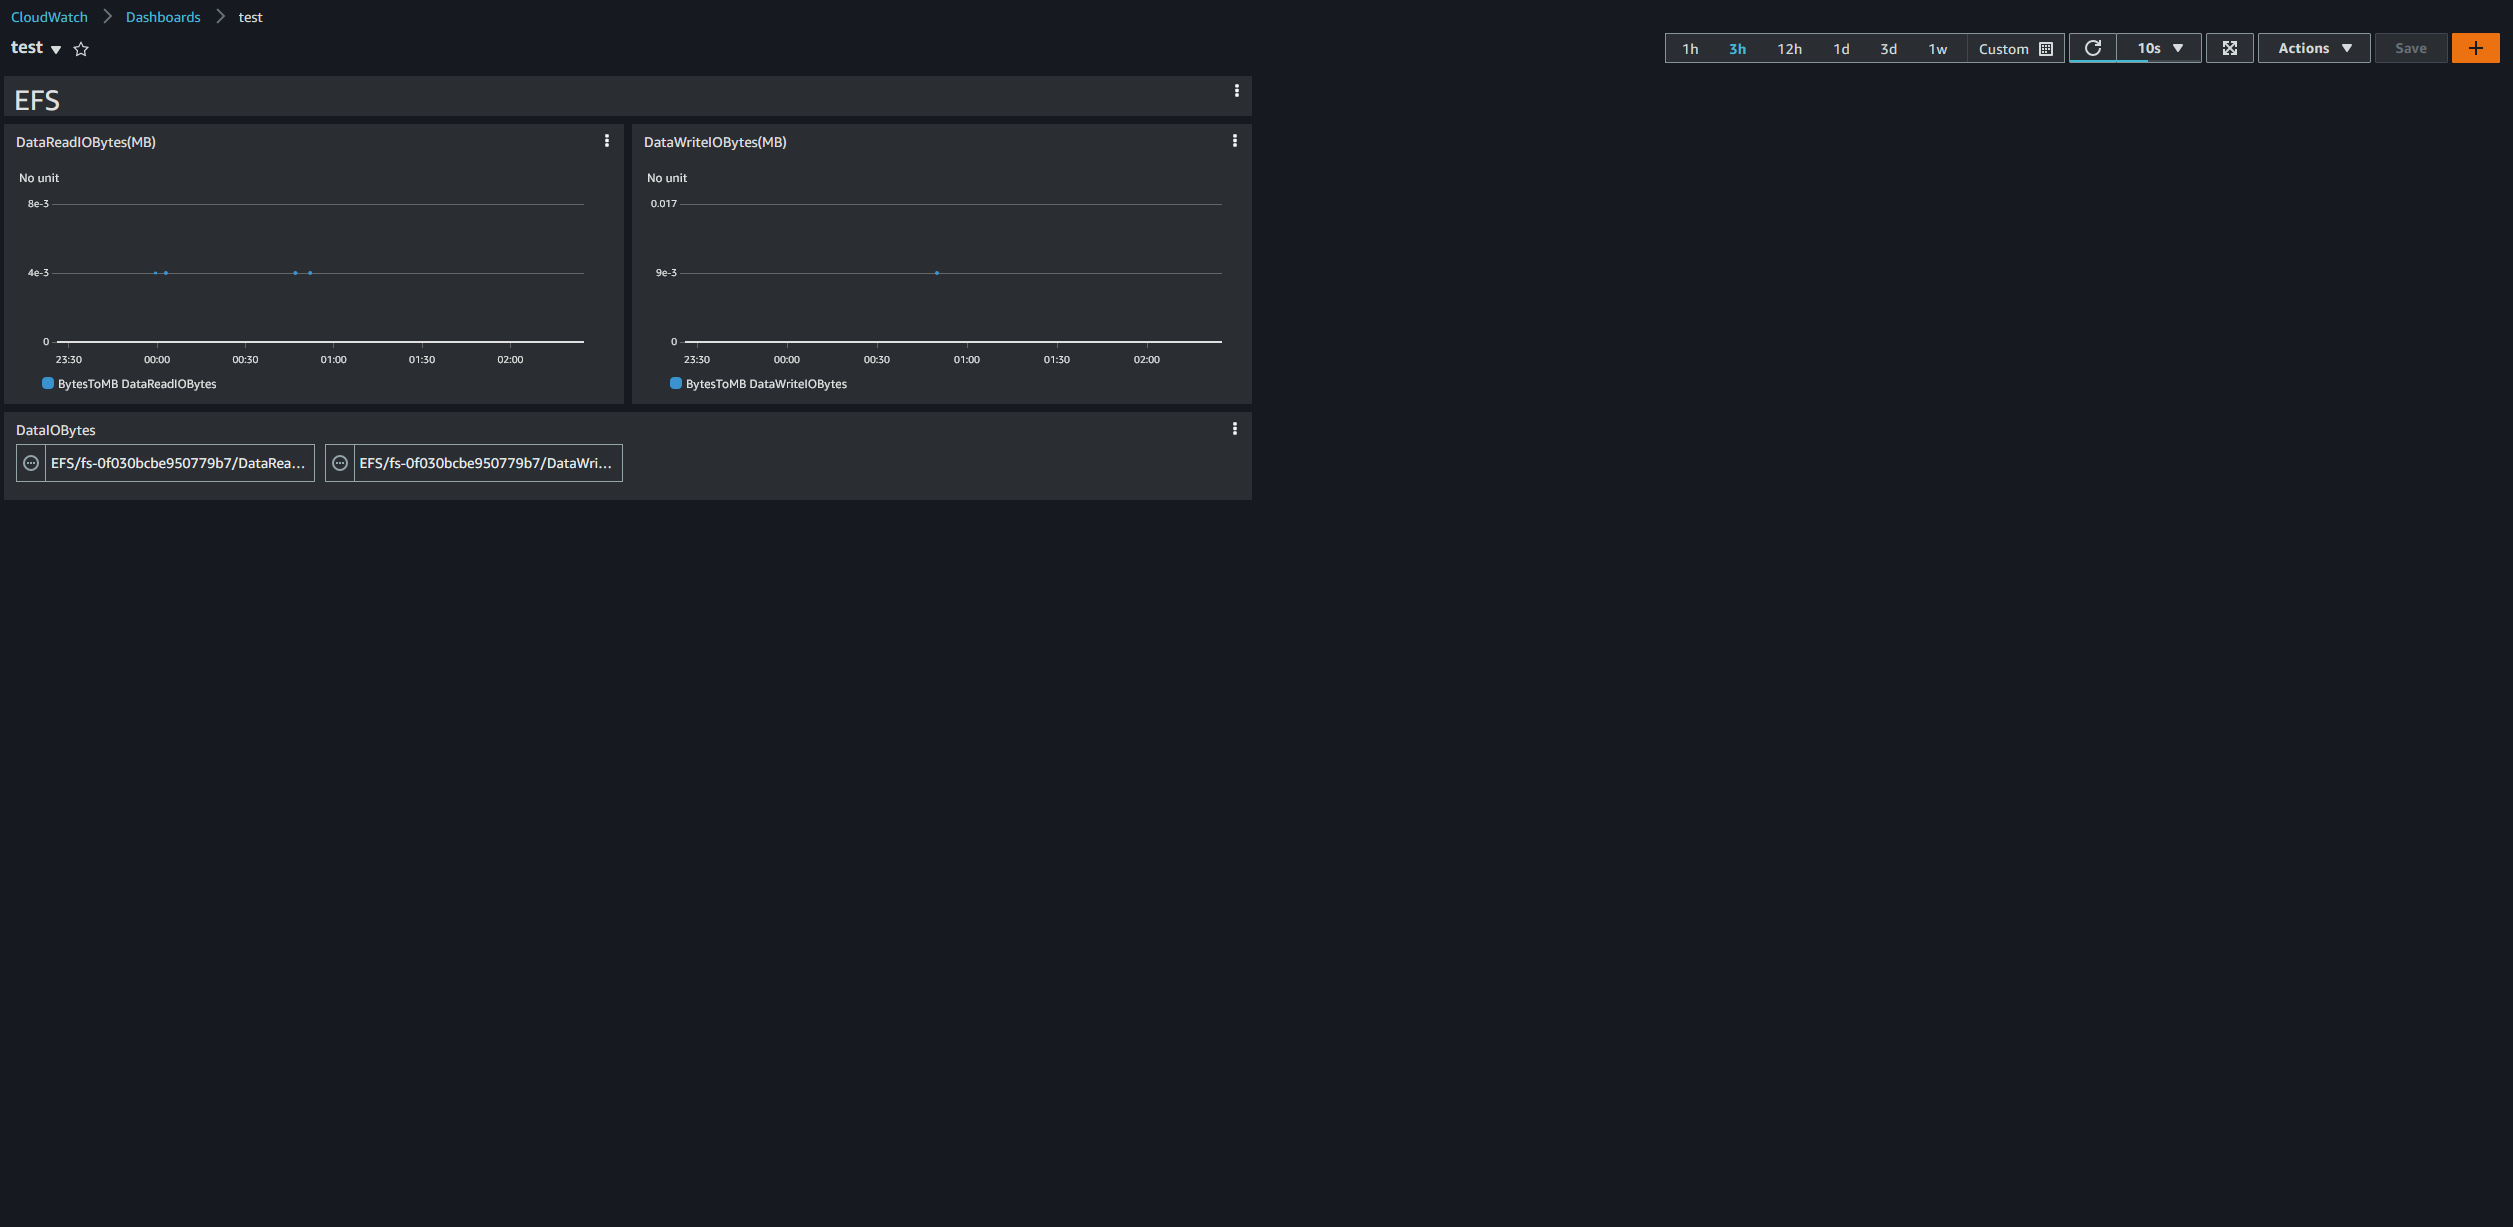 CloudWatch > Dashboards > test
test
1h 3h 12h 1d 3d 1w Custom 10s Actions Save +
EFS
DataReadIOBytes(MB)
No unit
8e-3
4e-3
0
23:30 00:00 00:30 01:00 01:30 02:00
BytesToMB DataReadIOBytes
DataWriteIOBytes(MB)
No unit
0.017
9e-3
0
23:30 00:00 00:30 01:00 01:30 02:00
BytesToMB DataWriteIOBytes
DataIOBytes
EFS/fs-0f030bcbe950779b7/DataRea...
EFS/fs-0f030bcbe950779b7/DataWri...